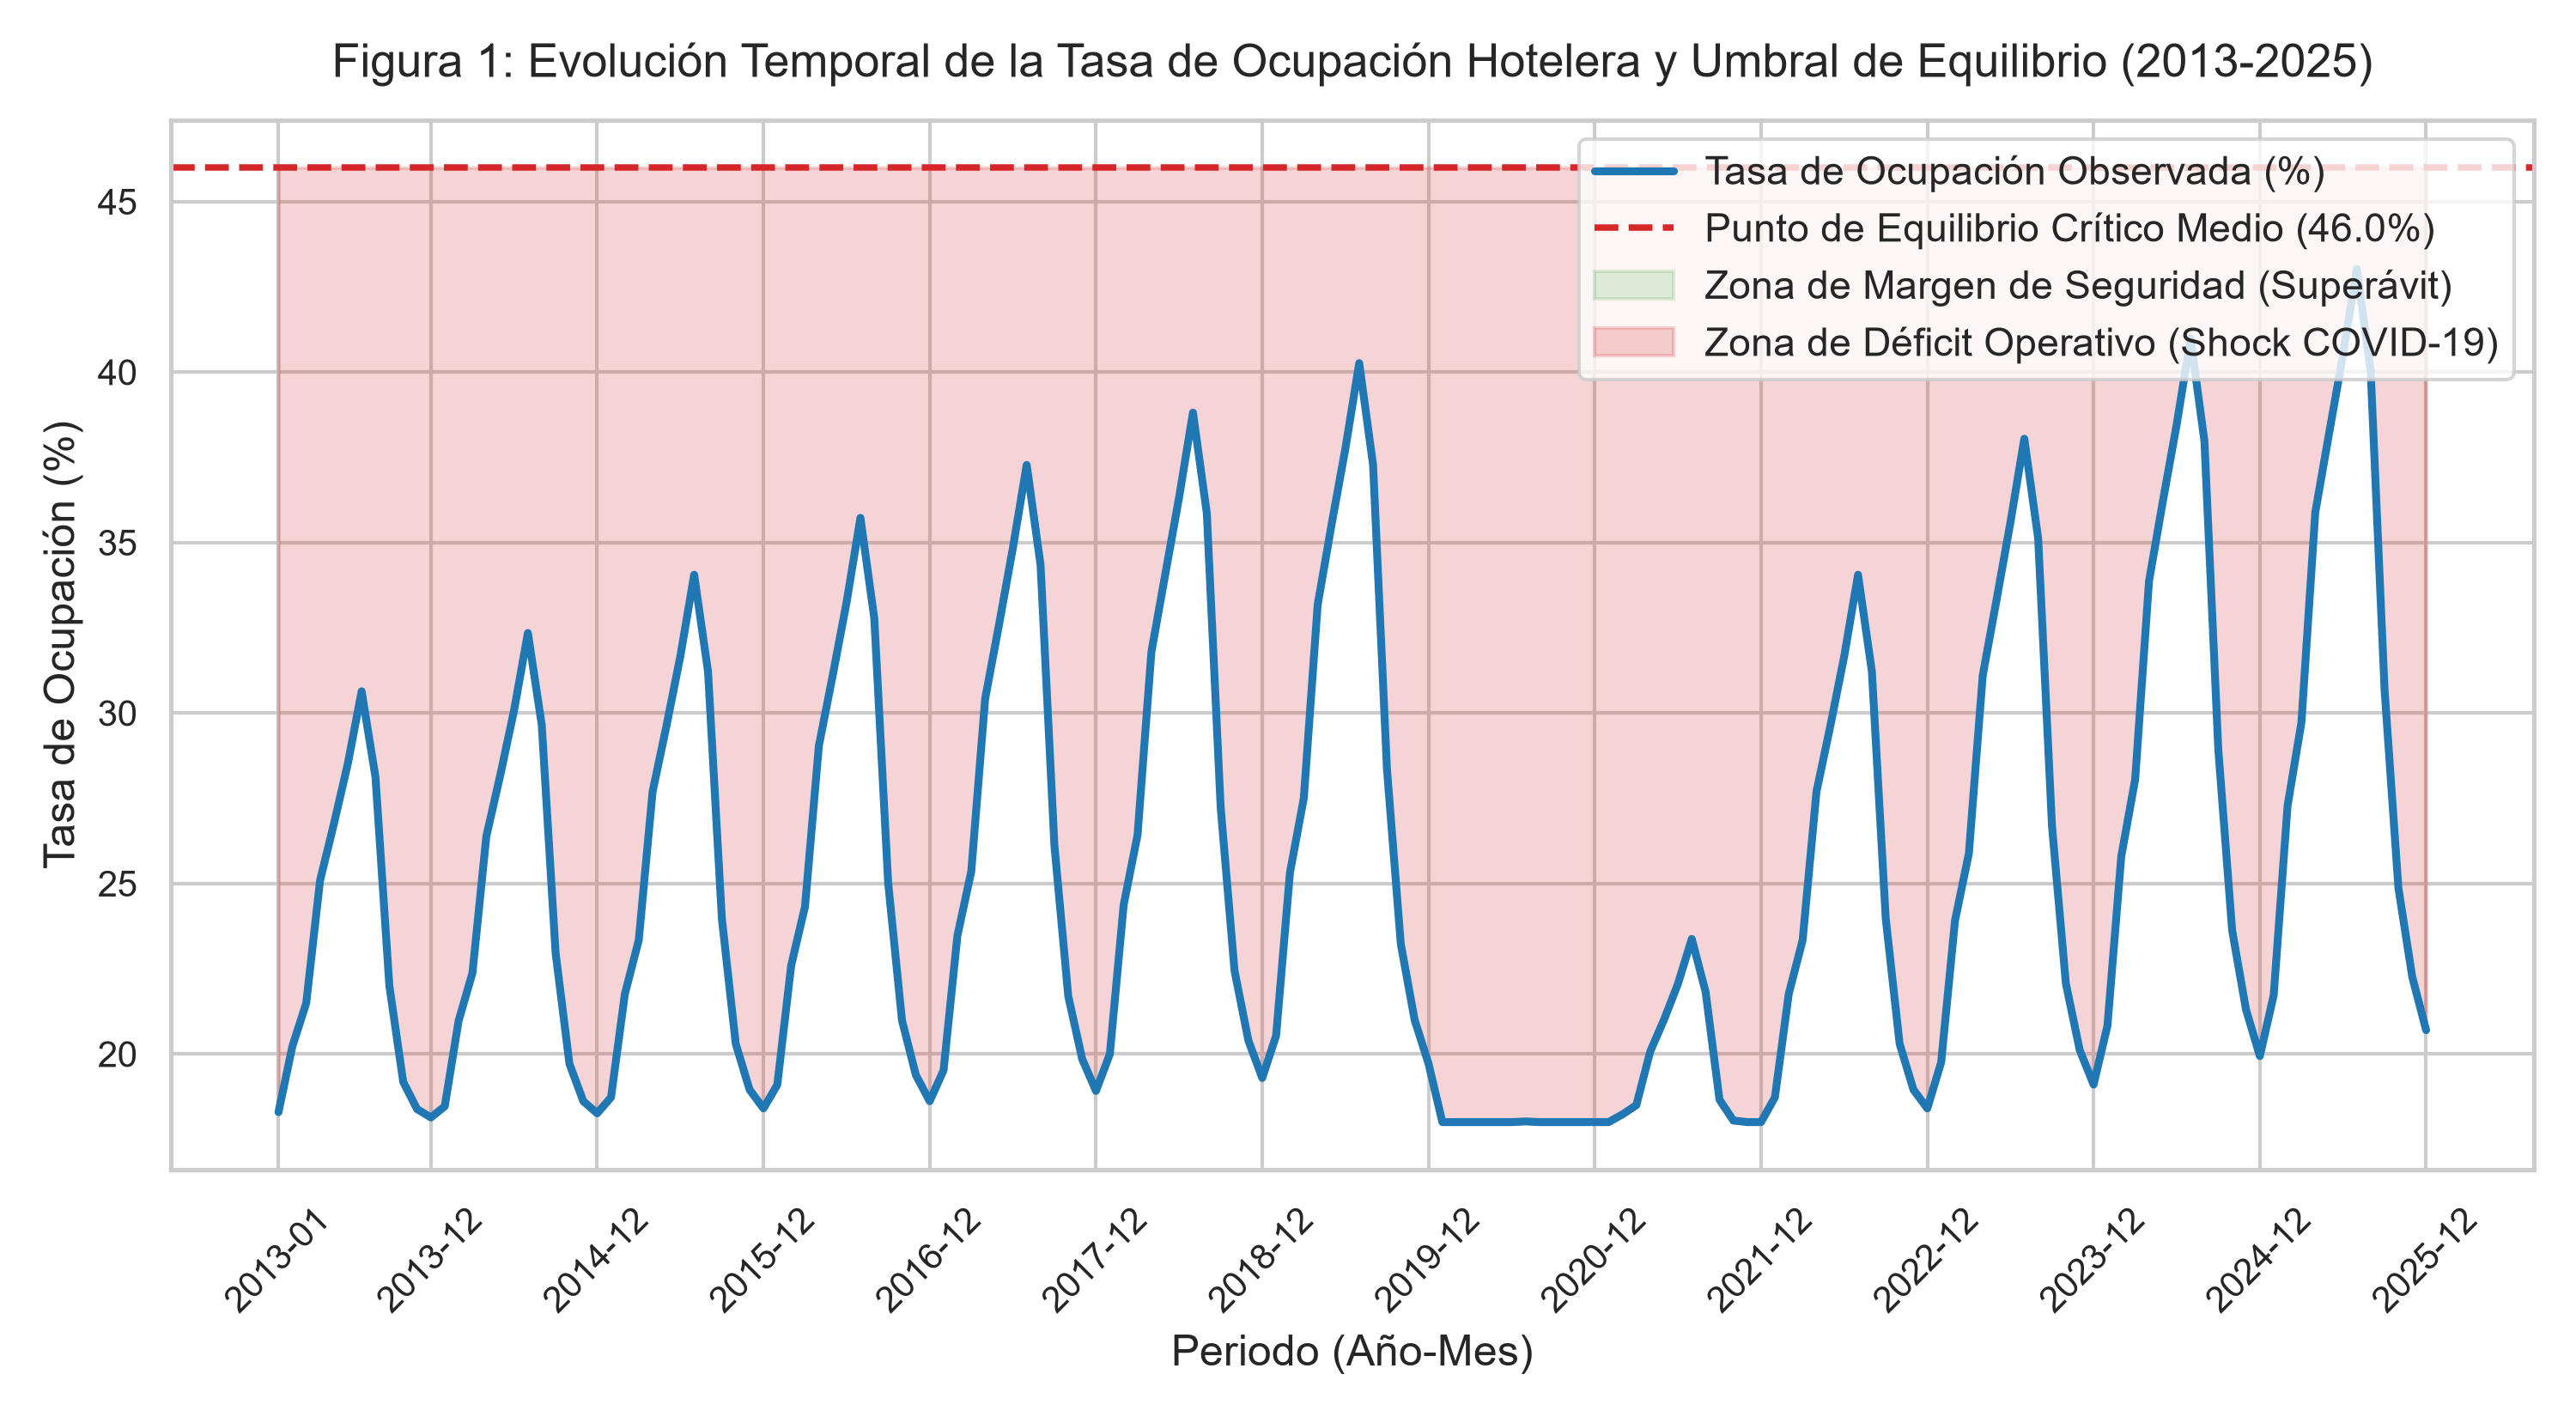 Figura 1: Evolución Temporal de la Tasa de Ocupación Hotelera y Umbral de Equilibrio (2013-2025)
Tasa de Ocupación Observada (%)
Punto de Equilibrio Crítico Medio (46.0%)
Zona de Margen de Seguridad (Superávit)
Zona de Déficit Operativo (Shock COVID-19)
Tasa de Ocupación (%)
45
40
35
30
25
20
2013-01
2013-12
2014-12
2015-12
2016-12
2017-12
2018-12
2019-12
2020-12
2021-12
2022-12
2023-12
2024-12
2025-12
Periodo (Año-Mes)